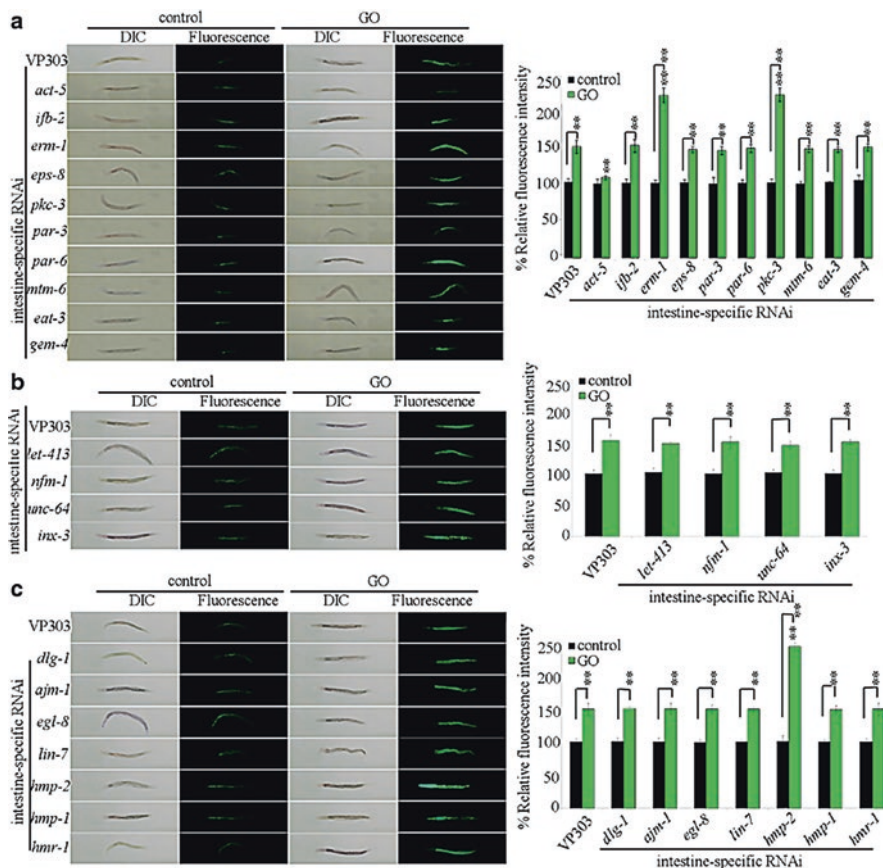 a
control
GO
DIC
Fluorescence
DIC
Fluorescence
intestine-specific RNAi
VP303
act-5
ifb-2
erm-1
eps-8
pkc-3
par-3
par-6
mtm-6
eat-3
gem-4
% Relative fluorescence intensity
250
200
150
100
50
0
control
GO
**
**
**
** **
**
**
**
** **
**
**
**
VP303
act-5
ifb-2
erm-1
eps-8
par-3
par-6
pkc-3
mtm-6
eat-3
gem-4
intestine-specific RNAi
b
control
GO
DIC
Fluorescence
DIC
Fluorescence
intestine-specific RNAi
VP303
let-413
nfm-1
unc-64
inx-3
% Relative fluorescence intensity
250
200
150
100
50
0
control
GO
**
**
**
**
**
VP303
let-413
nfm-1
unc-64
inx-3
intestine-specific RNAi
c
control
GO
DIC
Fluorescence
DIC
Fluorescence
intestine-specific RNAi
VP303
dlg-1
ajm-1
egl-8
lin-7
hmp-2
hmp-1
hmr-1
% Relative fluorescence intensity
250
200
150
100
50
0
control
GO
**
**
**
**
**
** **
**
**
VP303
dlg-1
ajm-1
egl-8
lin-7
hmp-2
hmp-1
hmr-1
intestine-specific RNAi